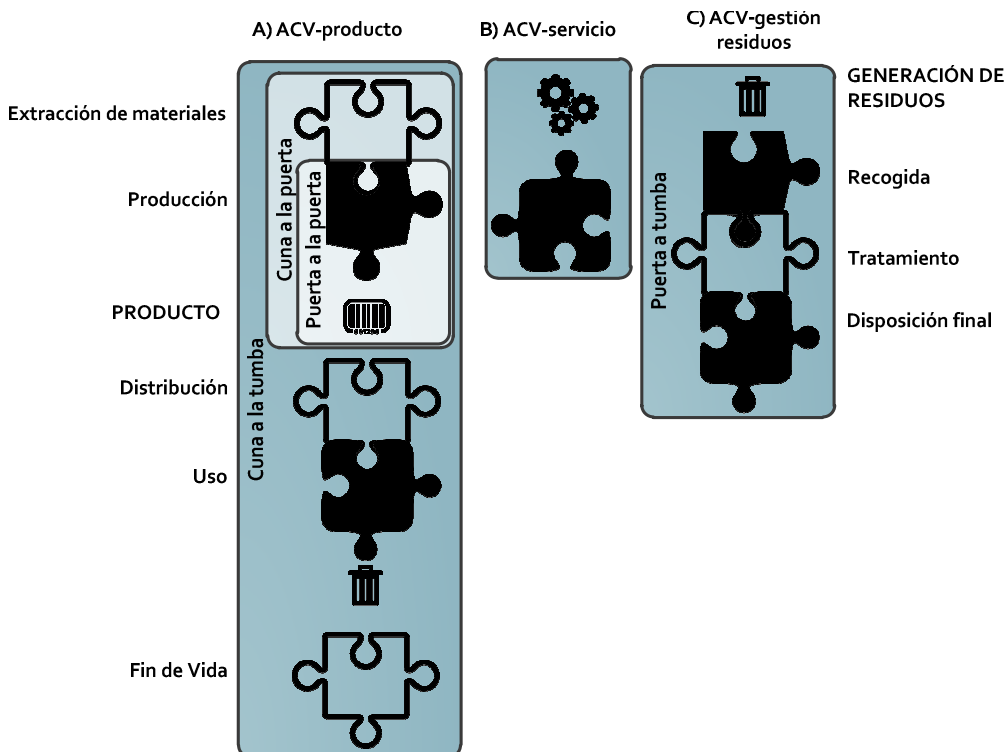 A) ACV-producto
B) ACV-servicio
C) ACV-gestión
residuos
Extracción de materiales
Producción
PRODUCTO
Distribución
Uso
Fin de Vida
Cuna a la tumba
Cuna a la puerta
Puerta a la puerta
Puerta a tumba
GENERACIÓN DE
RESIDUOS
Recogida
Tratamiento
Disposición final